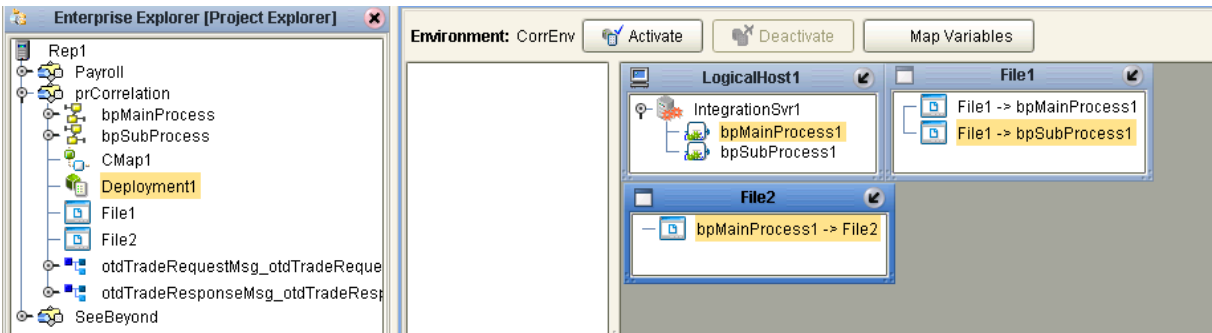 Enterprise Explorer [Project Explorer]
Rep1
Payroll
prCorrelation
bpMainProcess
bpSubProcess
CMap1
Deployment1
File1
File2
otdTradeRequestMsg_otdTradeReque
otdTradeResponseMsg_otdTradeResp
SeeBeyond
Environment: CorrEnv Activate Deactivate Map Variables
LogicalHost1
IntegrationSvr1
bpMainProcess1
bpSubProcess1
File1
File1 -> bpMainProcess1
File1 -> bpSubProcess1
File2
bpMainProcess1 -> File2